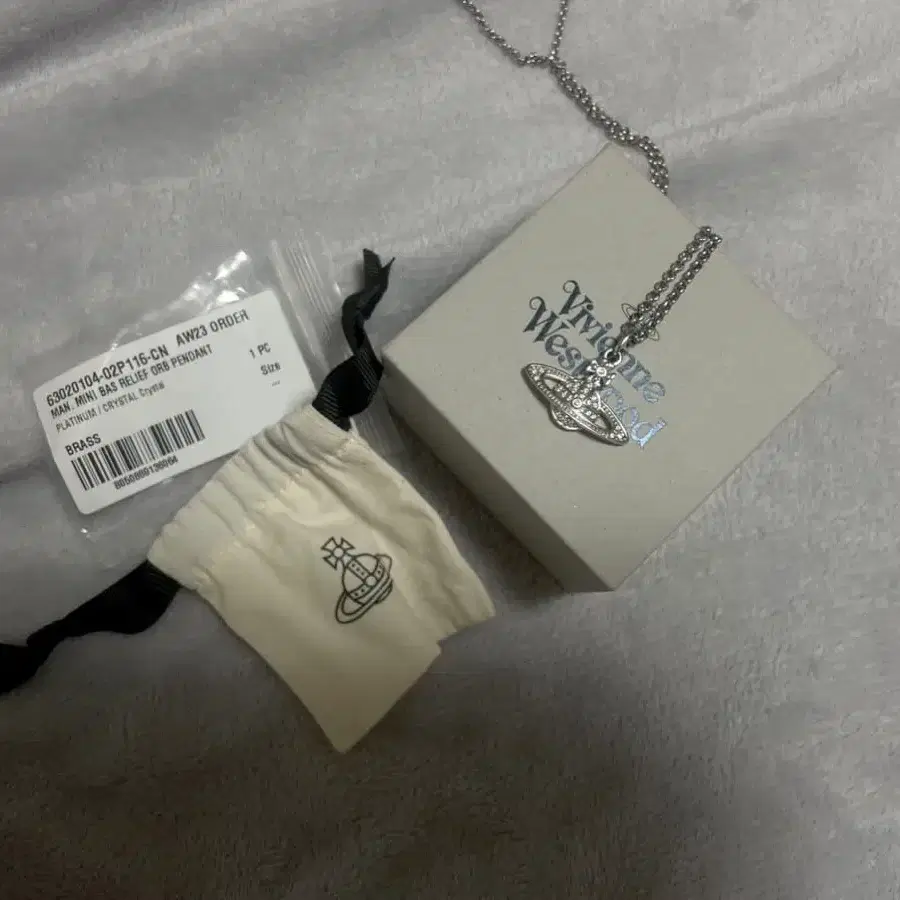 63020104-02P116-CN AW23 ORDER
MAN. MINI BAS RELIEF ORB PENDANT
1 PC
PLATINUM / CRYSTAL Crystal
Size
--
BRASS
8050880136064
Vivienne
Westwood